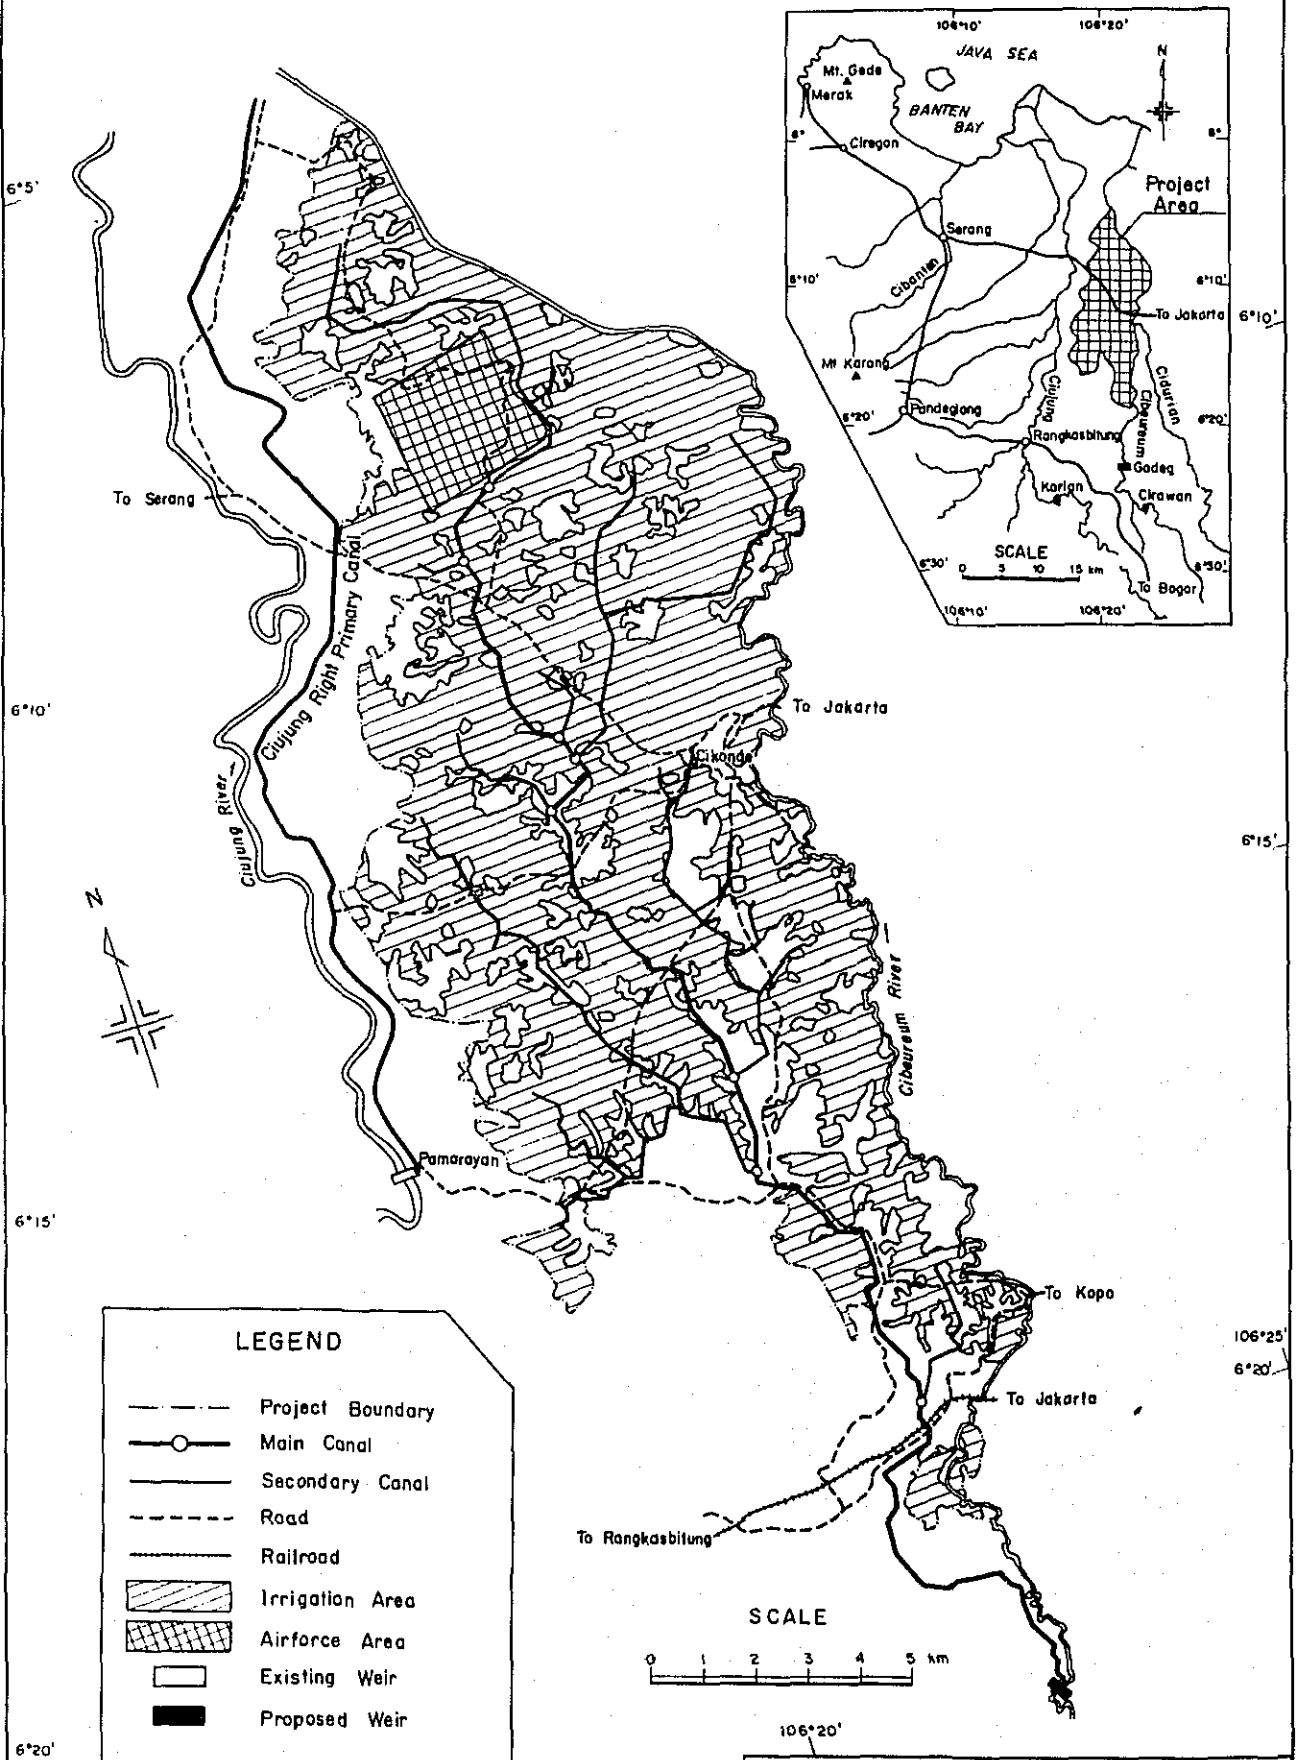 106°10'
106°20'
JAVA SEA
N
Mt. Gede
Merak
BANTEN
BAY
6°
6°
Ciregon
Project
Area
Serang
Cibanten
6°10'
6°10'
To Jakarta
Mt Karang
Ciujung
Cidurian
Cibeureum
Pandeglang
6°20'
6°20'
Rangkasbitung
Gadeg
Karian
Cirawan
SCALE
0 5 10 15 km
6°30'
6°30'
To Bogor
106°10'
106°20'
6°5'
6°10'
To Serang
Ciujung Right Primary Canal
6°10'
To Jakarta
Cikande
Ciujung River
6°15'
N
Cibeureum River
Pamarayan
6°15'
To Kopo
106°25'
6°20'
To Jakarta
To Rangkasbitung
LEGEND
Project Boundary
Main Canal
Secondary Canal
Road
Railroad
Irrigation Area
Airforce Area
Existing Weir
Proposed Weir
SCALE
0 1 2 3 4 5 km
106°20'
6°20'